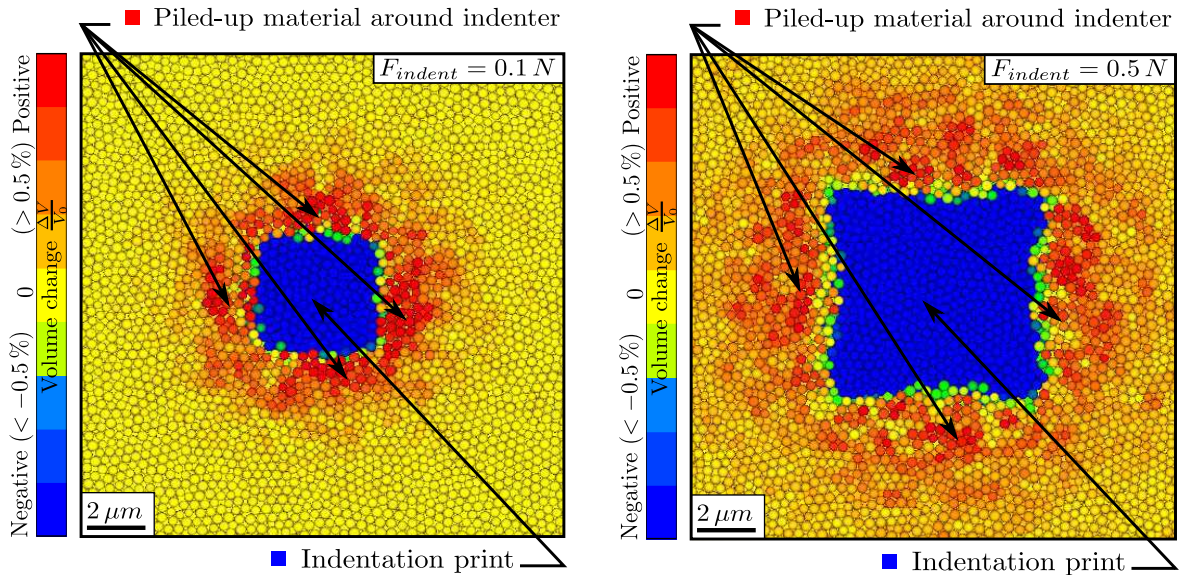 Piled-up material around indenter
F_indent = 0.1 N
Negative (< −0.5 %) 0 (> 0.5 %) Positive
Volume change ΔV/V₀
2 μm
Indentation print
Piled-up material around indenter
F_indent = 0.5 N
Negative (< −0.5 %) 0 (> 0.5 %) Positive
Volume change ΔV/V₀
2 μm
Indentation print